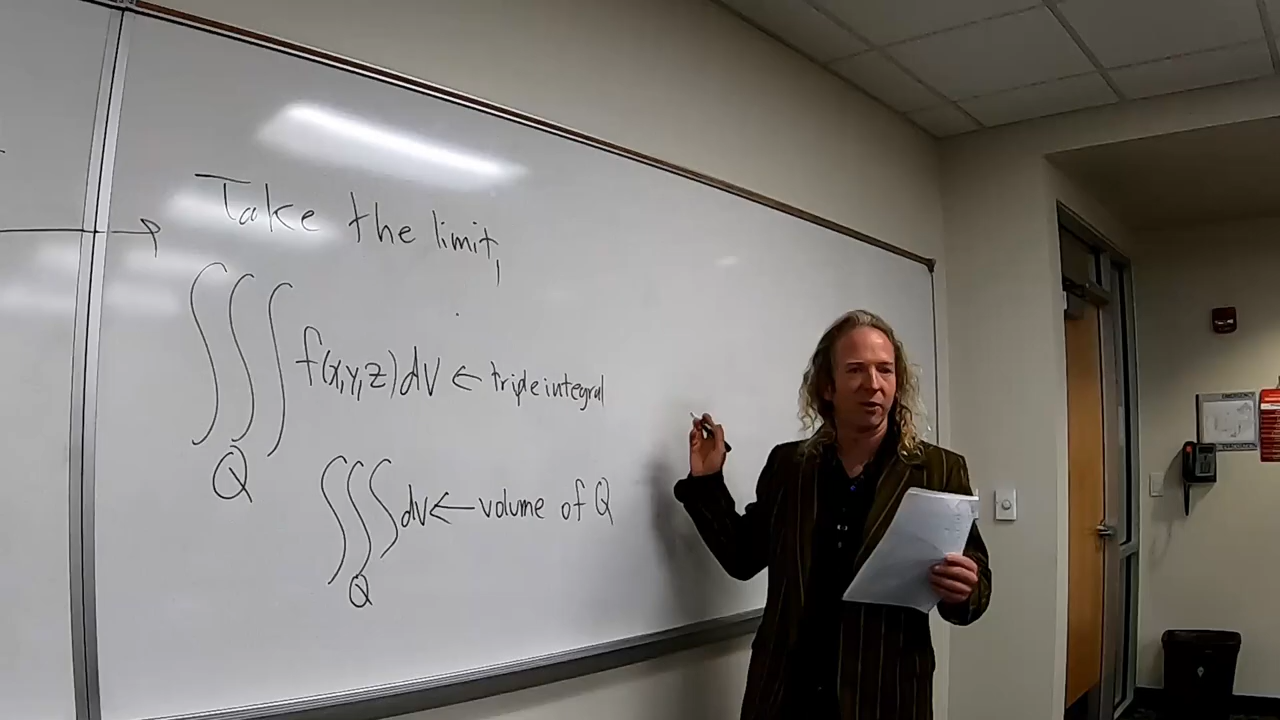 Take the limit,
∭ f(x,y,z) dV ← triple integral
Q
∭ dV ← volume of Q
Q